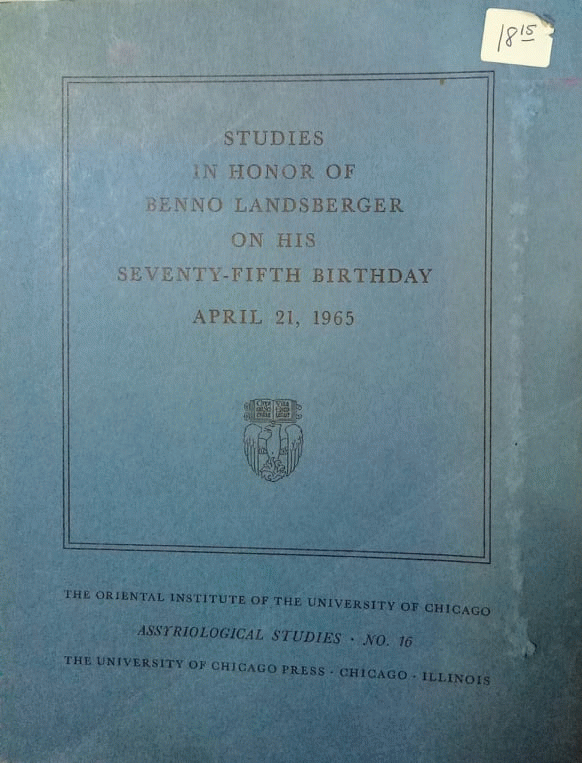 18 15
STUDIES
IN HONOR OF
BENNO LANDSBERGER
ON HIS
SEVENTY-FIFTH BIRTHDAY
APRIL 21, 1965
THE ORIENTAL INSTITUTE OF THE UNIVERSITY OF CHICAGO
ASSYRIOLOGICAL STUDIES · NO. 16
THE UNIVERSITY OF CHICAGO PRESS · CHICAGO · ILLINOIS